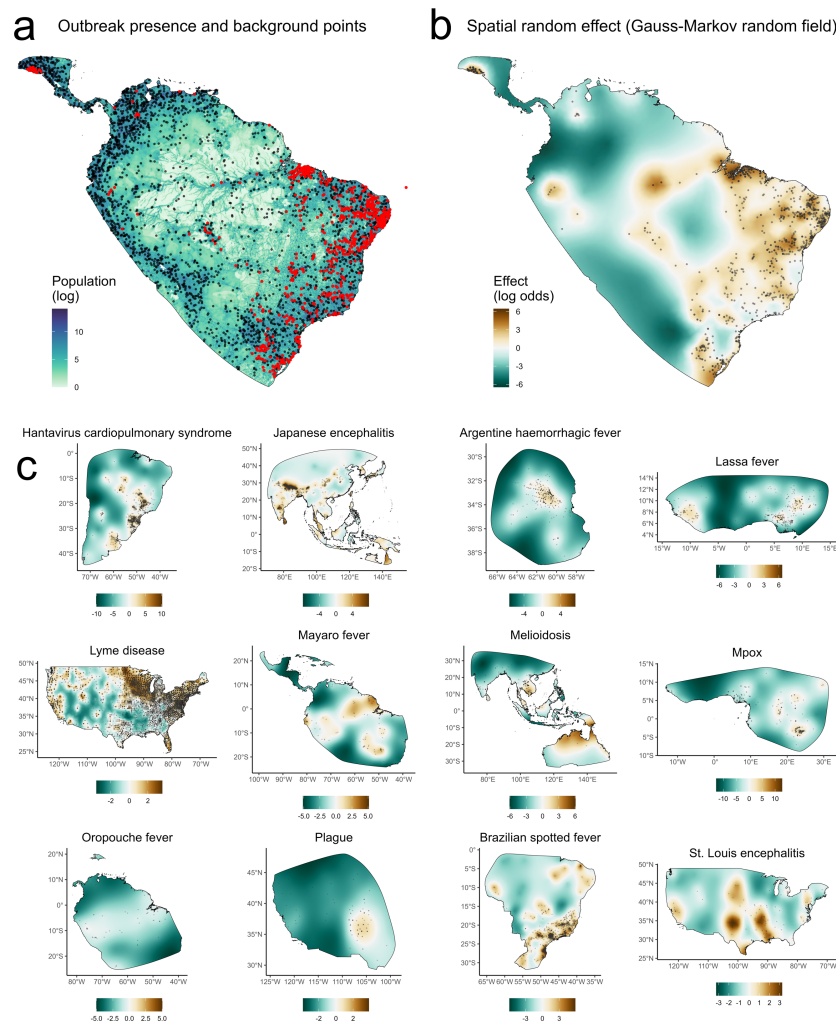 a
Outbreak presence and background points
Population
(log)
10
5
0
b
Spatial random effect (Gauss-Markov random field)
Effect
(log odds)
6
3
0
-3
-6
c
Hantavirus cardiopulmonary syndrome
0°
10°S
20°S
30°S
40°S
70°W 60°W 50°W 40°W
-10 -5 0 5 10
Japanese encephalitis
50°N
40°N
30°N
20°N
10°N
0°
10°S
20°S
80°E 100°E 120°E 140°E
-4 0 4
Argentine haemorrhagic fever
30°S
32°S
34°S
36°S
38°S
66°W 64°W 62°W 60°W 58°W
-4 0 4
Lassa fever
14°N
12°N
10°N
8°N
6°N
4°N
15°W 10°W 5°W 0° 5°E 10°E 15°E
-6 -3 0 3 6
Lyme disease
50°N
45°N
40°N
35°N
30°N
25°N
120°W 110°W 100°W 90°W 80°W 70°W
-2 0 2
Mayaro fever
20°N
10°N
0°
10°S
20°S
100°W 90°W 80°W 70°W 60°W 50°W 40°W
-5.0 -2.5 0.0 2.5 5.0
Melioidosis
30°N
20°N
10°N
0°
10°S
20°S
30°S
80°E 100°E 120°E 140°E
-6 -3 0 3 6
Mpox
15°N
10°N
5°N
0°
5°S
10°S
10°W 0° 10°E 20°E 30°E
-10 -5 0 5 10
Oropouche fever
20°N
10°N
0°
10°S
20°S
80°W 70°W 60°W 50°W 40°W
-5.0 -2.5 0.0 2.5 5.0
Plague
45°N
40°N
35°N
30°N
125°W 120°W 115°W 110°W 105°W 100°W
-2 0 2
Brazilian spotted fever
0°
5°S
10°S
15°S
20°S
25°S
30°S
65°W 60°W 55°W 50°W 45°W 40°W 35°W
-3 0 3
St. Louis encephalitis
50°N
45°N
40°N
35°N
30°N
25°N
120°W 110°W 100°W 90°W 80°W 70°W
-3 -2 -1 0 1 2 3